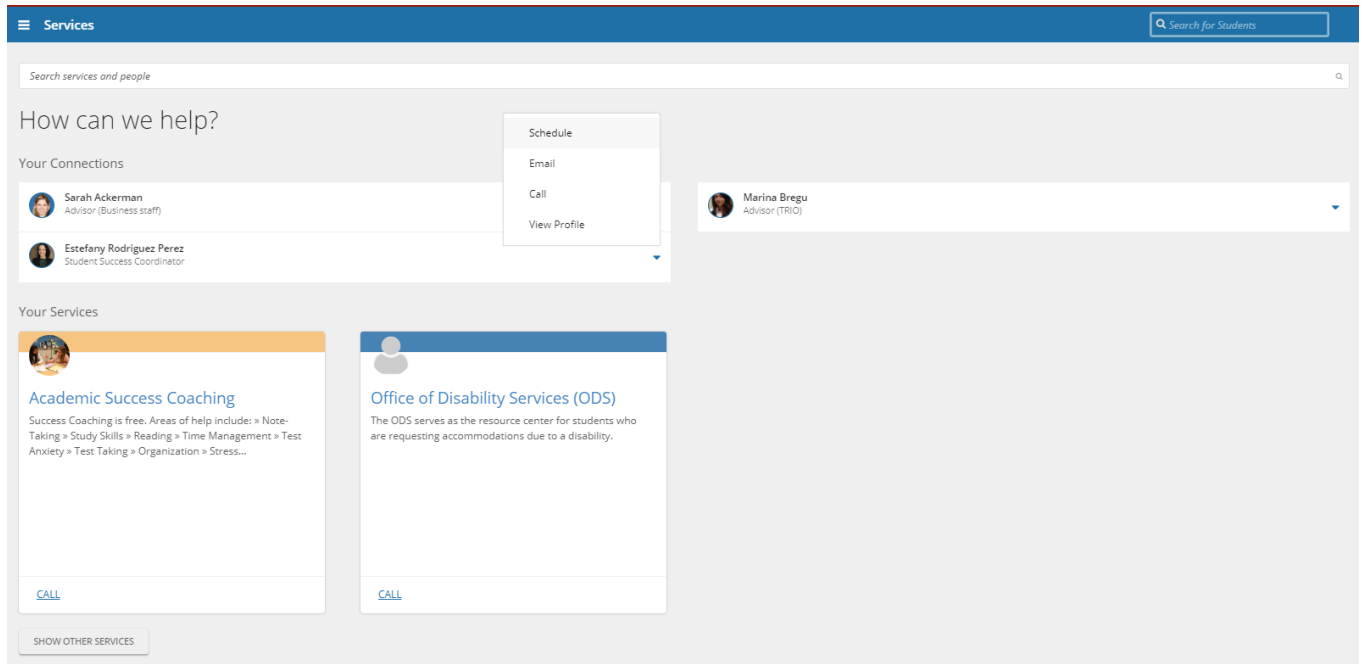 Services
Search for Students
Search services and people
How can we help?
Your Connections
Sarah Ackerman
Advisor (Business staff)
Estefany Rodriguez Perez
Student Success Coordinator
Schedule
Email
Call
View Profile
Marina Bregu
Advisor (TRIO)
Your Services
Academic Success Coaching
Success Coaching is free. Areas of help include: » Note-
Taking » Study Skills » Reading » Time Management » Test
Anxiety » Test Taking » Organization » Stress...
CALL
Office of Disability Services (ODS)
The ODS serves as the resource center for students who
are requesting accommodations due to a disability.
CALL
SHOW OTHER SERVICES